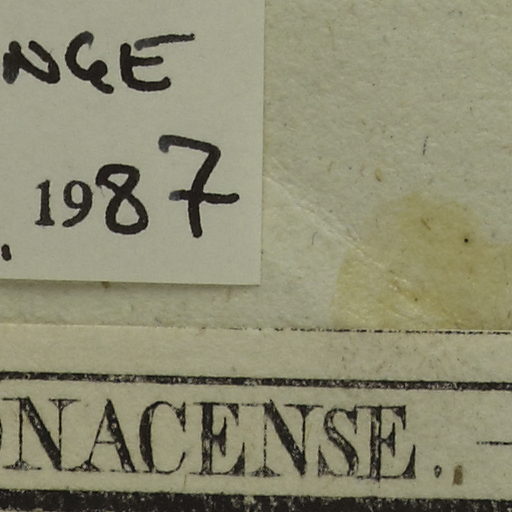 NGE
. 1987
ONACENSE. —